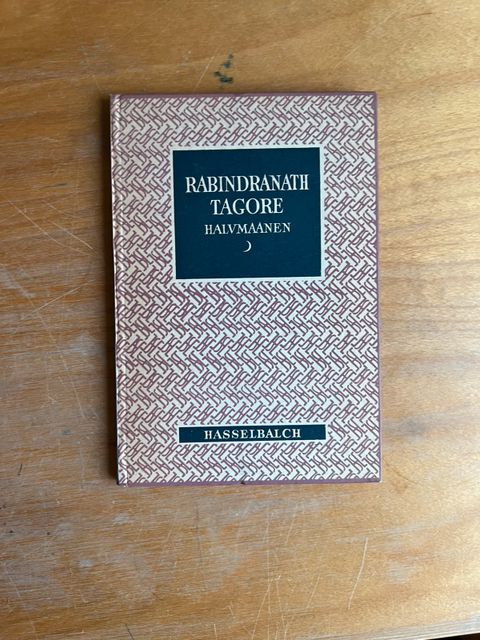 RABINDRANATH
TAGORE
HALVMAANEN
HASSELBALCH